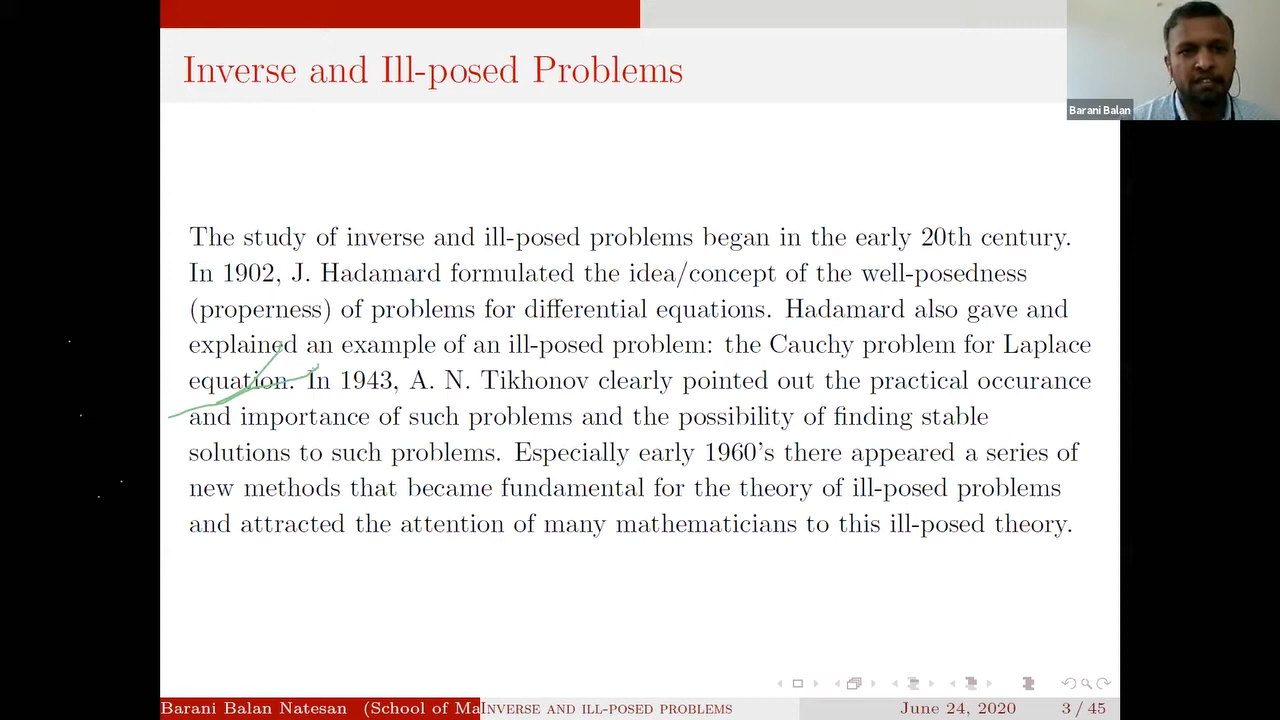 Inverse and Ill-posed Problems
Barani Balan
The study of inverse and ill-posed problems began in the early 20th century.
In 1902, J. Hadamard formulated the idea/concept of the well-posedness
(properness) of problems for differential equations. Hadamard also gave and
explained an example of an ill-posed problem: the Cauchy problem for Laplace
equation. In 1943, A. N. Tikhonov clearly pointed out the practical occurance
and importance of such problems and the possibility of finding stable
solutions to such problems. Especially early 1960's there appeared a series of
new methods that became fundamental for the theory of ill-posed problems
and attracted the attention of many mathematicians to this ill-posed theory.
Barani Balan Natesan (School of Ma Inverse and ill-posed problems June 24, 2020 3 / 45